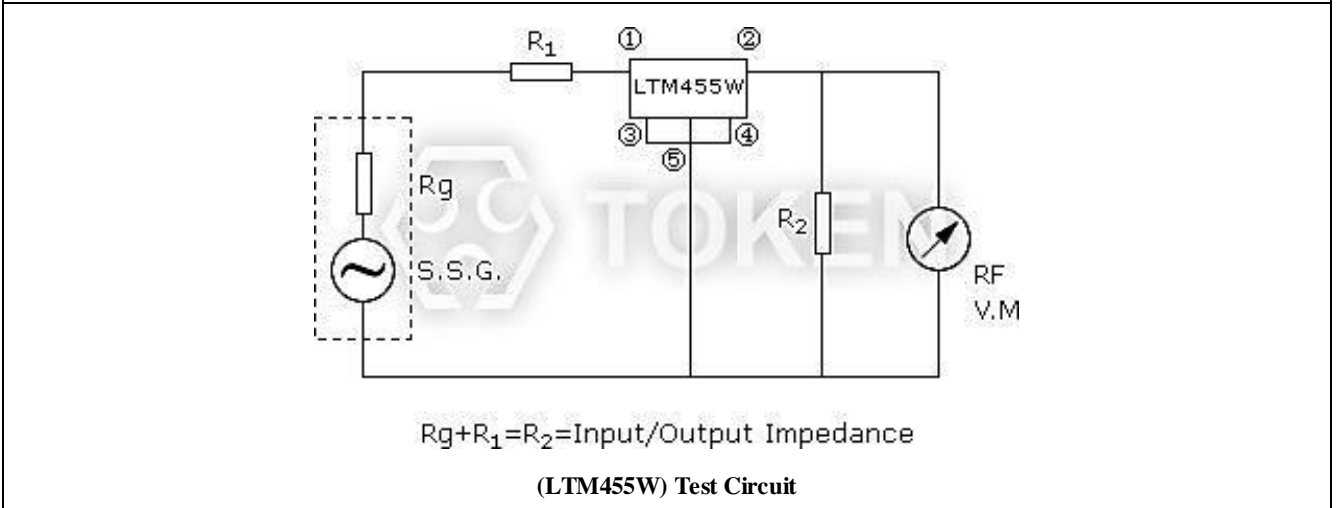 R1
①
②
LTM455W
③
④
⑤
Rg
TOKEN
R2
S.S.G.
RF
V.M
Rg+R1=R2=Input/Output Impedance
(LTM455W) Test Circuit